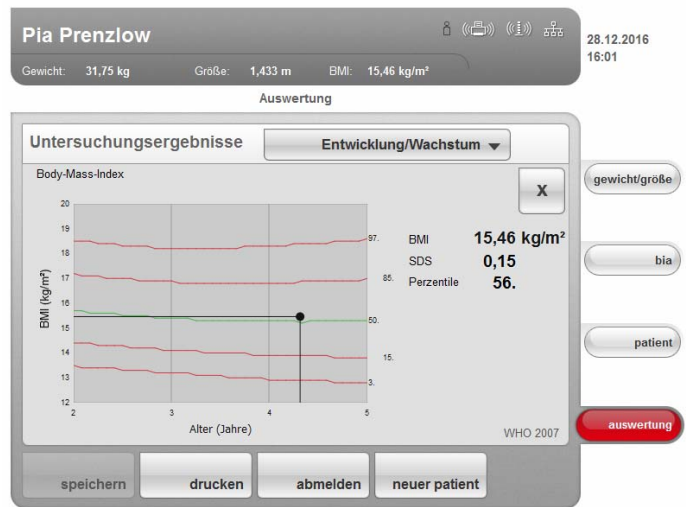 Pia Prenzlow
28.12.2016
16:01
Gewicht: 31,75 kg Größe: 1,433 m BMI: 15,46 kg/m²
Auswertung
Untersuchungsergebnisse Entwicklung/Wachstum
Body-Mass-Index
X
BMI (kg/m²)
20
19
18
17
16
15
14
13
12
97.
85.
50.
15.
3.
2 3 4 5
Alter (Jahre)
BMI 15,46 kg/m²
SDS 0,15
Perzentile 56.
WHO 2007
gewicht/größe
bia
patient
auswertung
speichern drucken abmelden neuer patient